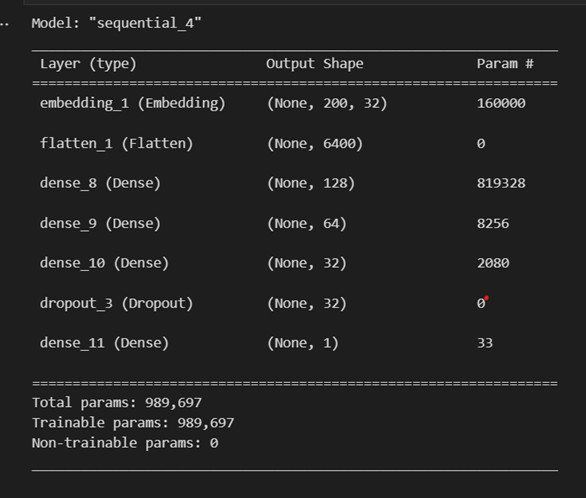 Model: "sequential_4"
Layer (type) Output Shape Param #
embedding_1 (Embedding) (None, 200, 32) 160000
flatten_1 (Flatten) (None, 6400) 0
dense_8 (Dense) (None, 128) 819328
dense_9 (Dense) (None, 64) 8256
dense_10 (Dense) (None, 32) 2080
dropout_3 (Dropout) (None, 32) 0
dense_11 (Dense) (None, 1) 33
Total params: 989,697
Trainable params: 989,697
Non-trainable params: 0